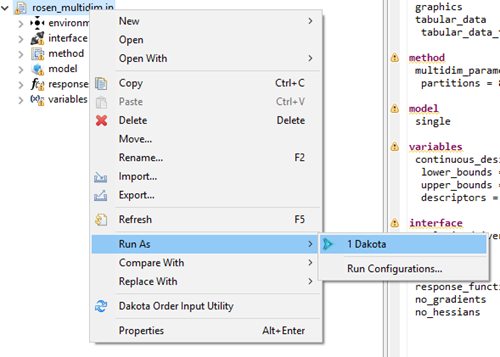 rosen_multidim.in
environm
interface
method
model
response
variables
New
Open
Open With
Copy Ctrl+C
Paste Ctrl+V
Delete Delete
Move...
Rename... F2
Import...
Export...
Refresh F5
Run As
Compare With
Replace With
Dakota Order Input Utility
Properties Alt+Enter
1 Dakota
Run Configurations...
graphics
tabular_data
tabular_data_
method
multidim_param
partitions = 8
model
single
variables
continuous_desi
lower_bounds =
upper_bounds =
descriptors =
interface
response_functi
no_gradients
no_hessians